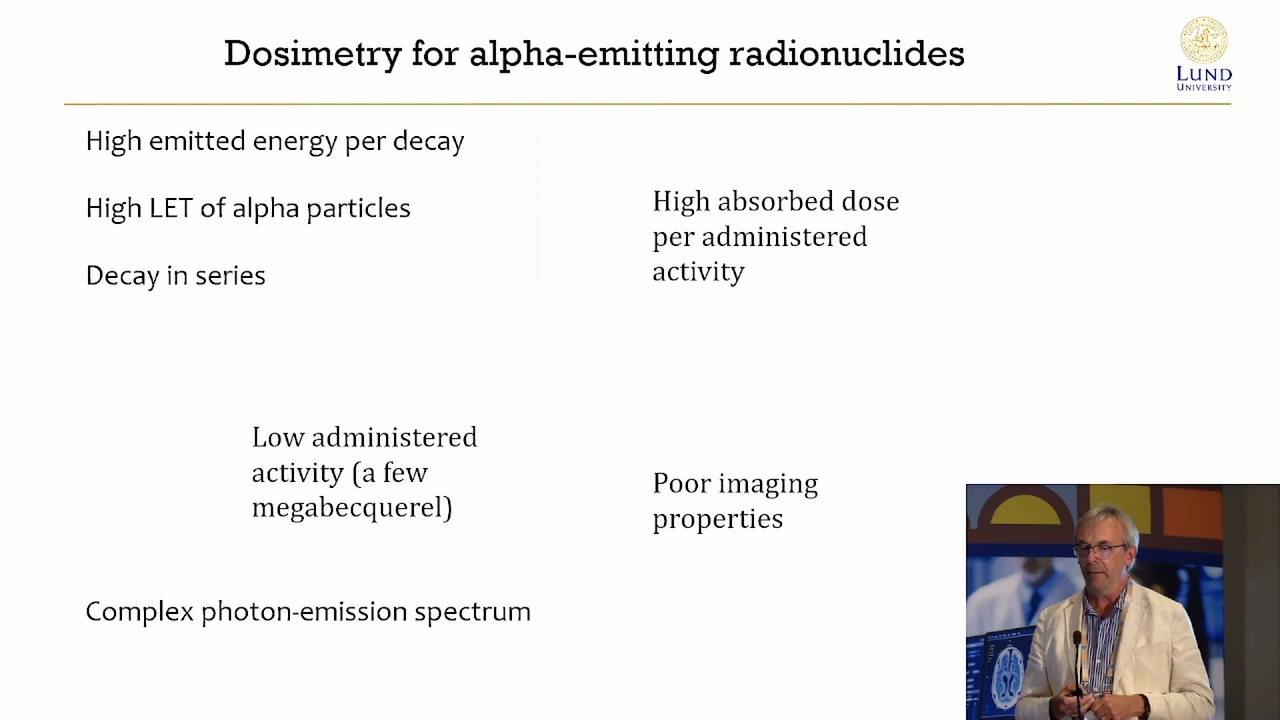 Dosimetry for alpha-emitting radionuclides
LUND
UNIVERSITY
High emitted energy per decay
High LET of alpha particles
Decay in series
High absorbed dose
per administered
activity
Low administered
activity (a few
megabecquerel)
Poor imaging
properties
Complex photon-emission spectrum